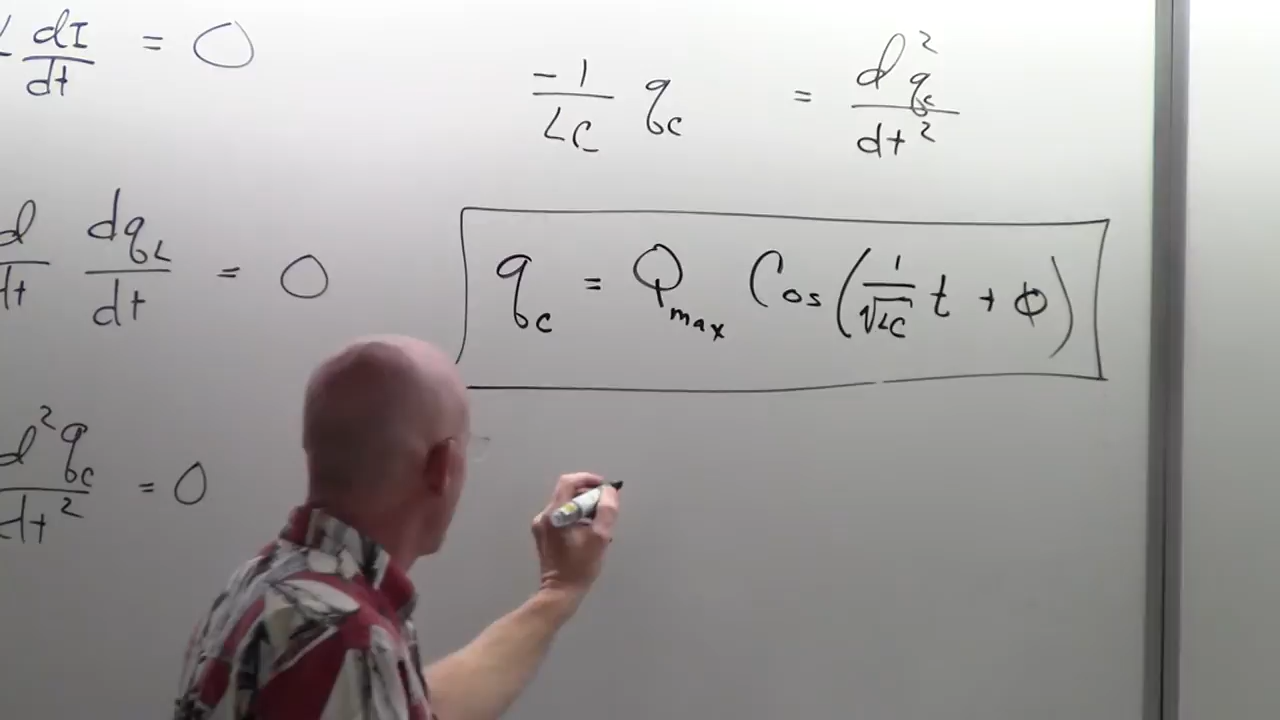 L dI/dt = 0
d/dt dq_L/dt = 0
d²q_c/dt² = 0
-1/LC q_c = d²q_c/dt²
q_c = Q_max Cos(1/√LC t + φ)